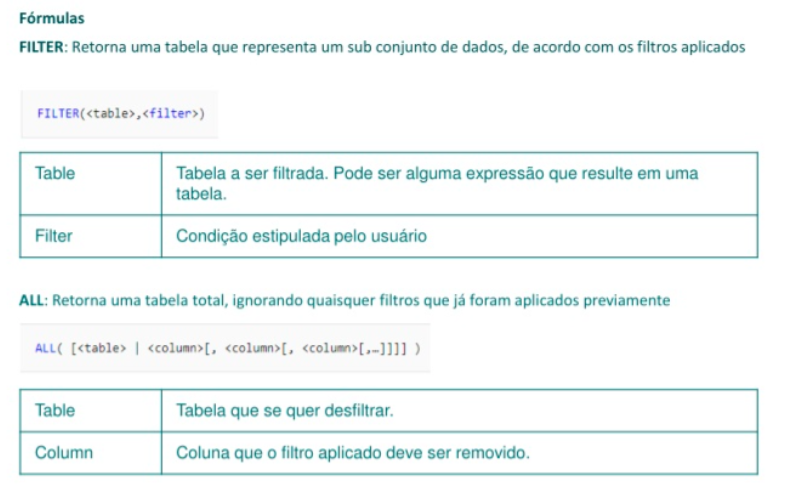 Fórmulas
FILTER: Retorna uma tabela que representa um sub conjunto de dados, de acordo com os filtros aplicados
FILTER(<table>,<filter>)
Table
Tabela a ser filtrada. Pode ser alguma expressão que resulte em uma
tabela.
Filter
Condição estipulada pelo usuário
ALL: Retorna uma tabela total, ignorando quaisquer filtros que já foram aplicados previamente
ALL( [<table> | <column>[, <column>[, <column>[,…]]]] )
Table
Tabela que se quer desfiltrar.
Column
Coluna que o filtro aplicado deve ser removido.